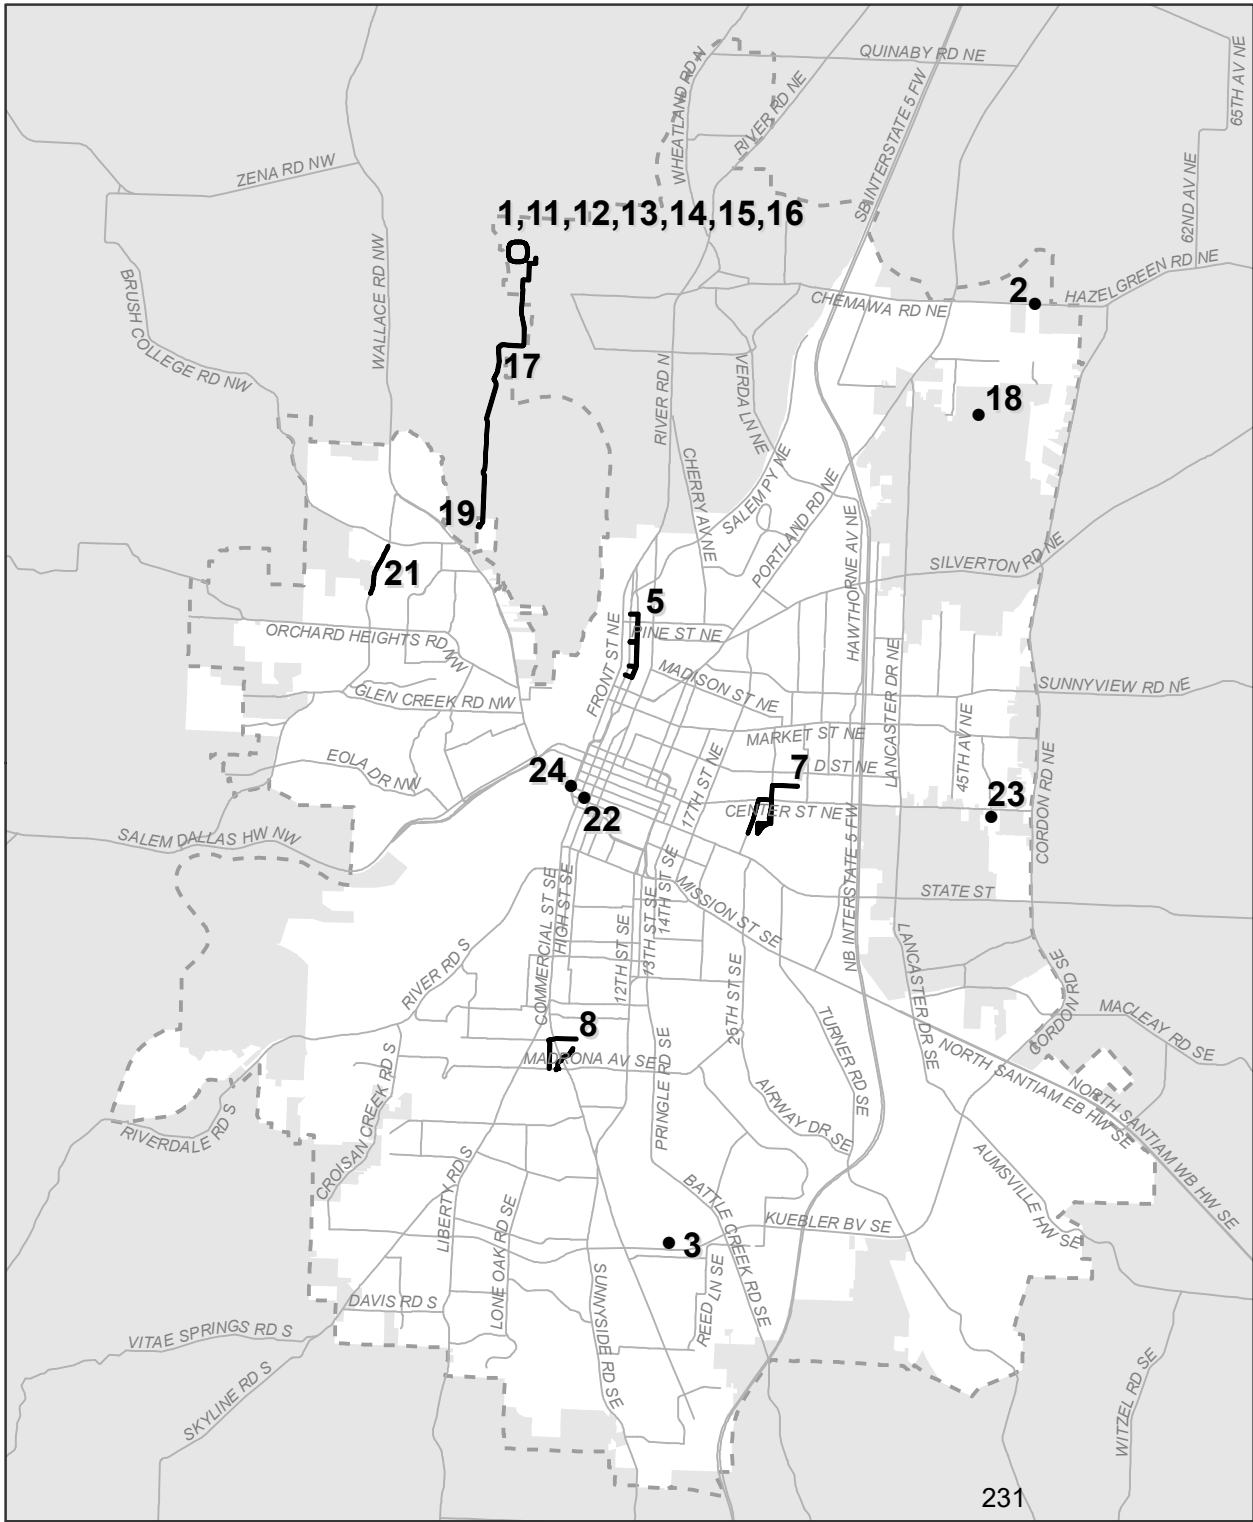 QUINABY RD NE
65TH AV NE
WHEATLAND RD N
RIVER RD NE
SB INTERSTATE 5 FW
ZENA RD NW
62ND AV NE
1,11,12,13,14,15,16
WALLACE RD NW
HAZELGREEN RD NE
2
CHEMAWA RD NE
BRUSH COLLEGE RD NW
17
RIVER RD N
VERDA LN NE
18
CHERRY AV NE
SALEM PY NE
PORTLAND RD NE
19
HAWTHORNE AV NE
SILVERTON RD NE
21
5
PINE ST NE
ORCHARD HEIGHTS RD NW
FRONT ST NE
MADISON ST NE
LANCASTER DR NE
SUNNYVIEW RD NE
GLEN CREEK RD NW
MARKET ST NE
45TH AV NE
EOLA DR NW
24
17TH ST NE
7
D ST NE
CORDON RD NE
22
CENTER ST NE
23
SALEM DALLAS HW NW
NB INTERSTATE 5 FW
STATE ST
MISSION ST SE
COMMERCIAL ST SE
HIGH ST SE
14TH ST SE
13TH ST SE
12TH ST SE
RIVER RD S
25TH ST SE
LANCASTER DR SE
CORDON RD SE
MACLEAY RD SE
8
TURNER RD SE
MADRONA AV SE
NORTH SANTIAM EB HW SE
NORTH SANTIAM WB HW SE
CROISAN CREEK RD S
PRINGLE RD SE
AIRWAY DR SE
RIVERDALE RD S
AUMSVILLE HW SE
LIBERTY RD S
LONE OAK RD SE
BATTLE CREEK RD SE
KUEBLER BV SE
3
REED LN SE
SUNNYSIDE RD SE
DAVIS RD S
VITAE SPRINGS RD S
SKYLINE RD S
WITZEL RD SE
231